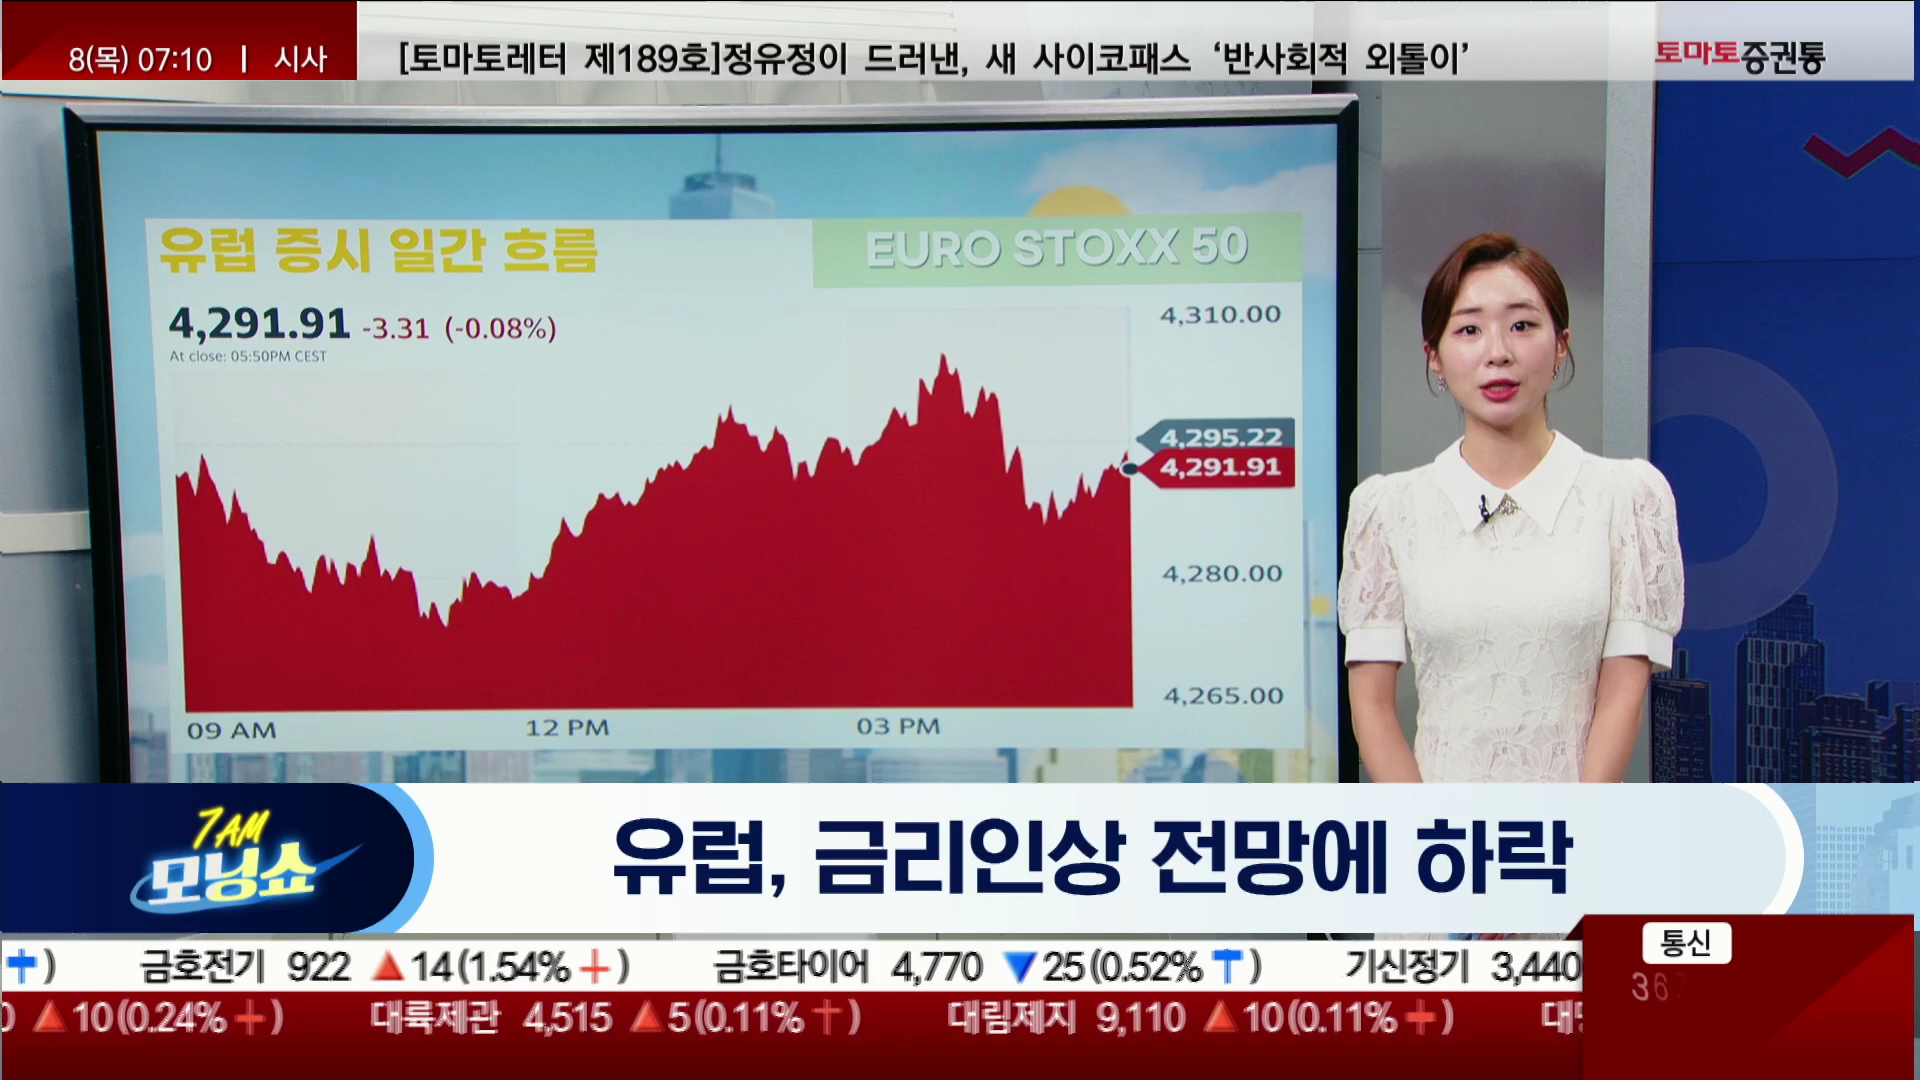 8(목) 07:10 | 시사
[토마토레터 제189호]정유정이 드러낸, 새 사이코패스 ‘반사회적 외톨이’
토마토증권통
유럽 증시 일간 흐름
EURO STOXX 50
4,291.91 -3.31 (-0.08%)
At close: 05:50PM CEST
4,310.00
4,295.22
4,291.91
4,280.00
4,265.00
09 AM
12 PM
03 PM
7AM
모닝쇼
유럽, 금리인상 전망에 하락
) 금호전기 922 ▲14(1.54% ) 금호타이어 4,770 ▼25(0.52% ) 기신정기 3,440
통신
▲10(0.24% ) 대륙제관 4,515 ▲5(0.11% ) 대림제지 9,110 ▲10(0.11% )